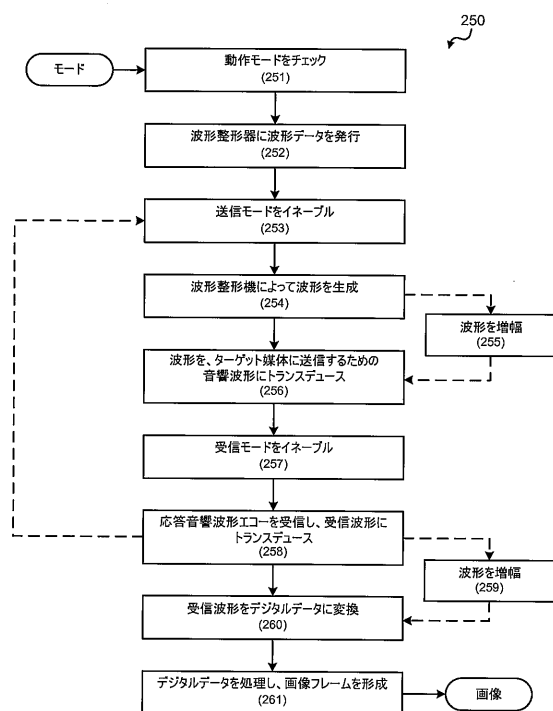 250
モード
動作モードをチェック
(251)
波形整形器に波形データを発行
(252)
送信モードをイネーブル
(253)
波形整形機によって波形を生成
(254)
波形を増幅
(255)
波形を、ターゲット媒体に送信するための
音響波形にトランスデュース
(256)
受信モードをイネーブル
(257)
応答音響波形エコーを受信し、受信波形に
トランスデュース
(258)
波形を増幅
(259)
受信波形をデジタルデータに変換
(260)
デジタルデータを処理し、画像フレームを形成
(261)
画像